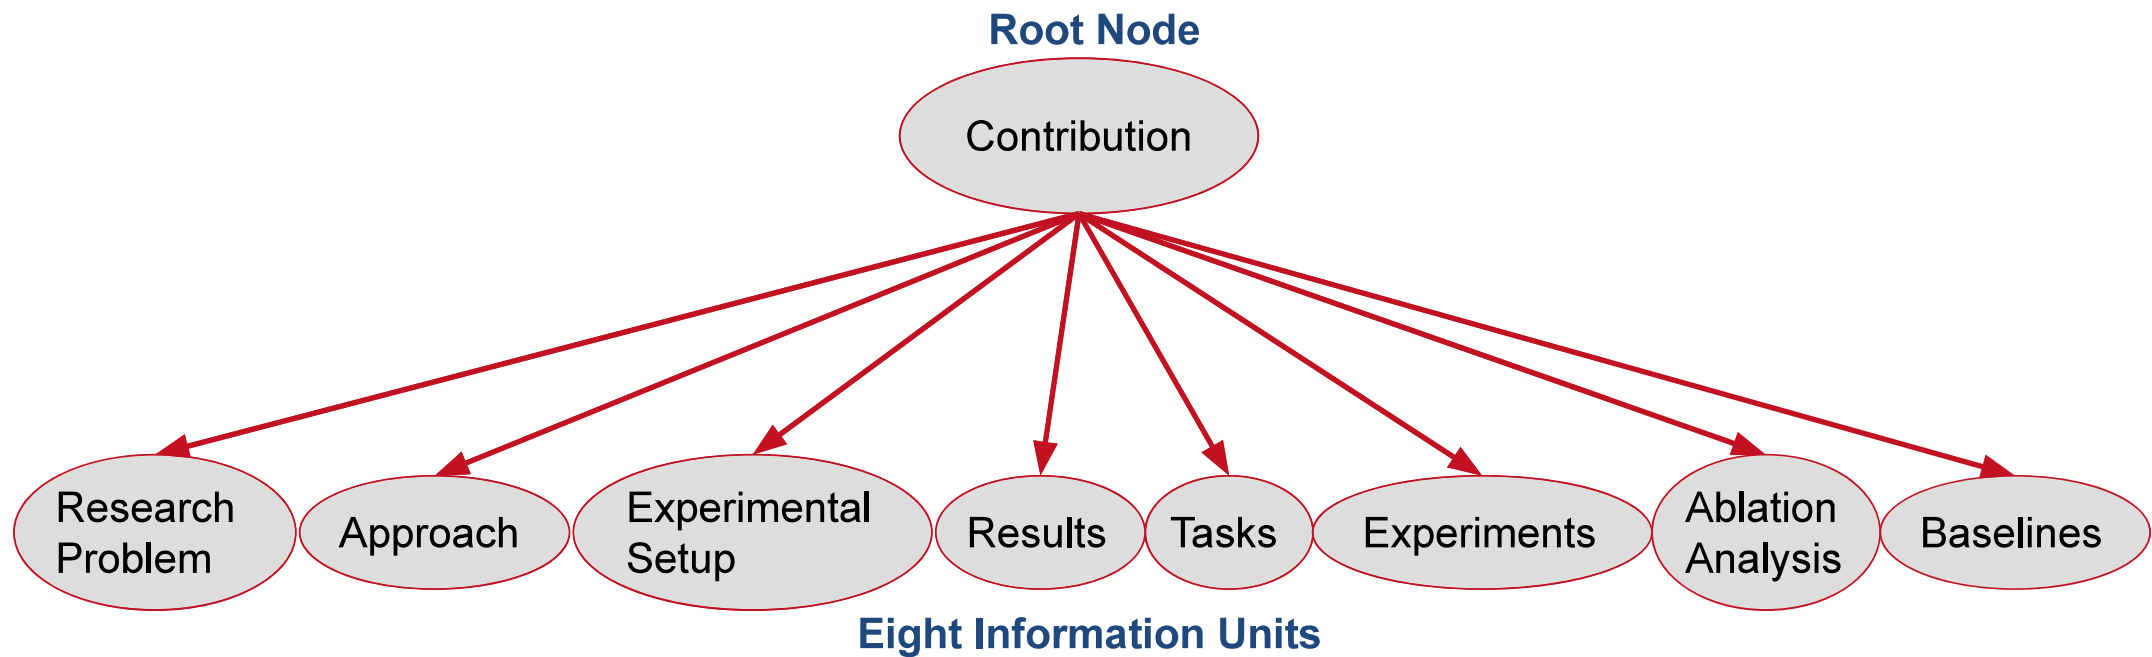 Root Node
Contribution
Research
Problem
Approach
Experimental
Setup
Results
Tasks
Experiments
Ablation
Analysis
Baselines
Eight Information Units